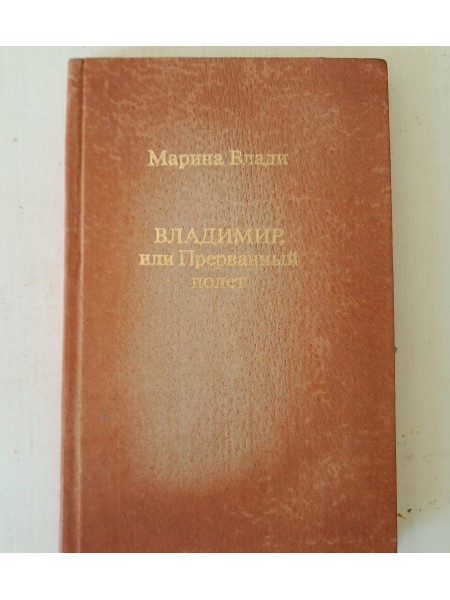 Марина Влади
ВЛАДИМИР,
или Прерванный
полет